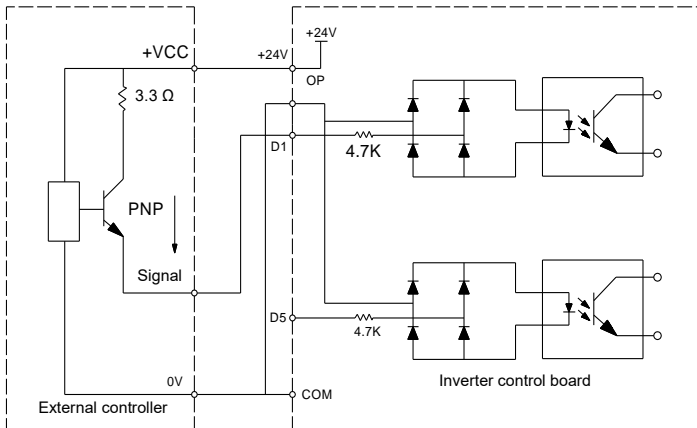 +24V
+VCC
+24V
OP
3.3 Ω
D1
4.7K
PNP
Signal
D5
4.7K
0V
COM
Inverter control board
External controller